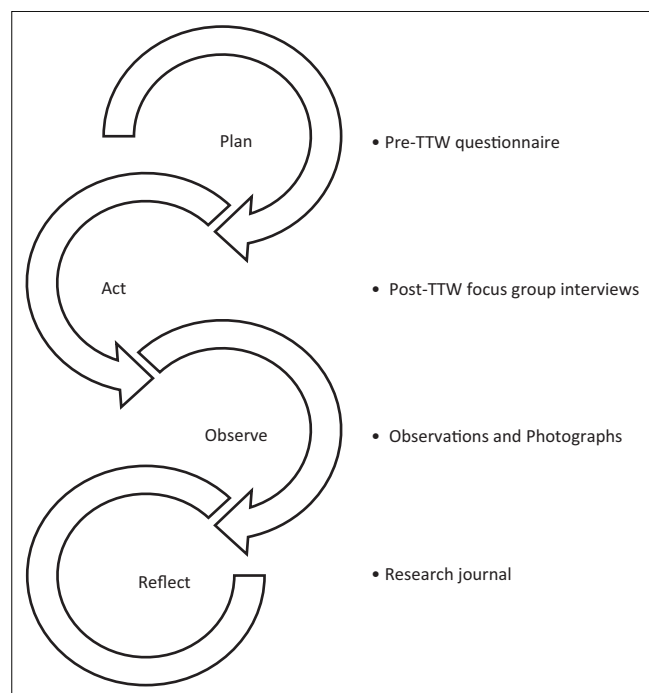 Plan
• Pre-TTW questionnaire
Act
• Post-TTW focus group interviews
Observe
• Observations and Photographs
Reflect
• Research journal